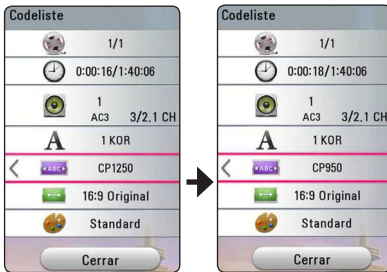 Codeliste
1/1
0:00:16/1:40:06
1
AC3 3/2.1 CH
A 1 KOR
ABC CP1250
16:9 Original
Standard
Cerrar
Codeliste
1/1
0:00:18/1:40:06
1
AC3 3/2.1 CH
A 1 KOR
ABC CP950
16:9 Original
Standard
Cerrar